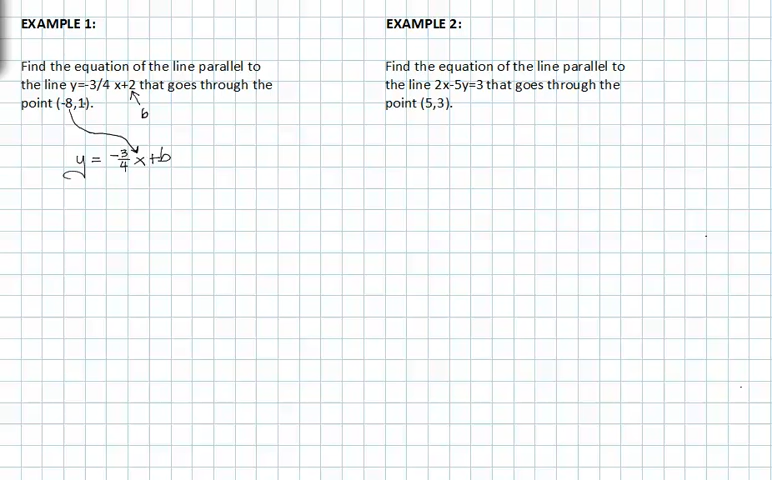 EXAMPLE 1:
Find the equation of the line parallel to
the line y=-3/4 x+2 that goes through the
point (-8,1).
b
y = -3/4 x+b
EXAMPLE 2:
Find the equation of the line parallel to
the line 2x-5y=3 that goes through the
point (5,3).